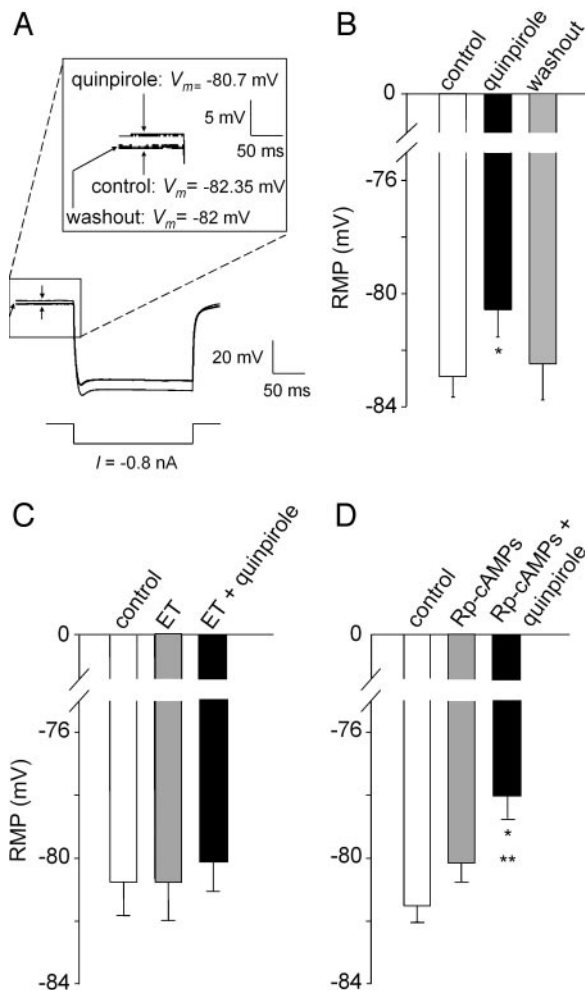 A
quinpirole: Vm= -80.7 mV
5 mV
50 ms
control: Vm= -82.35 mV
washout: Vm= -82 mV
20 mV
50 ms
I = -0.8 nA
B
control
quinpirole
washout
0
-76
-80
-84
RMP (mV)
*
C
control
ET
ET + quinpirole
0
-76
-80
-84
RMP (mV)
D
control
Rp-cAMPs
Rp-cAMPs +
quinpirole
0
-76
-80
-84
*
**